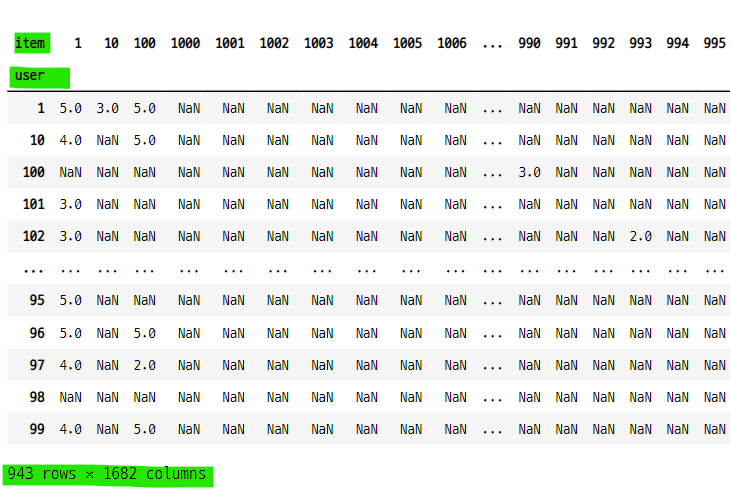 item 1 10 100 1000 1001 1002 1003 1004 1005 1006 ... 990 991 992 993 994 995
user
1 5.0 3.0 5.0 NaN NaN NaN NaN NaN NaN NaN ... NaN NaN NaN NaN NaN NaN
10 4.0 NaN 5.0 NaN NaN NaN NaN NaN NaN NaN ... NaN NaN NaN NaN NaN NaN
100 NaN NaN NaN NaN NaN NaN NaN NaN NaN NaN ... 3.0 NaN NaN NaN NaN NaN
101 3.0 NaN NaN NaN NaN NaN NaN NaN NaN NaN ... NaN NaN NaN NaN NaN NaN
102 3.0 NaN NaN NaN NaN NaN NaN NaN NaN NaN ... NaN NaN NaN 2.0 NaN NaN
... ... ... ... ... ... ... ... ... ... ... ... ... ... ... ... ... ...
95 5.0 NaN NaN NaN NaN NaN NaN NaN NaN NaN ... NaN NaN NaN NaN NaN NaN
96 5.0 NaN 5.0 NaN NaN NaN NaN NaN NaN NaN ... NaN NaN NaN NaN NaN NaN
97 4.0 NaN 2.0 NaN NaN NaN NaN NaN NaN NaN ... NaN NaN NaN NaN NaN NaN
98 NaN NaN NaN NaN NaN NaN NaN NaN NaN NaN ... NaN NaN NaN NaN NaN NaN
99 4.0 NaN 5.0 NaN NaN NaN NaN NaN NaN NaN ... NaN NaN NaN NaN NaN NaN
943 rows × 1682 columns